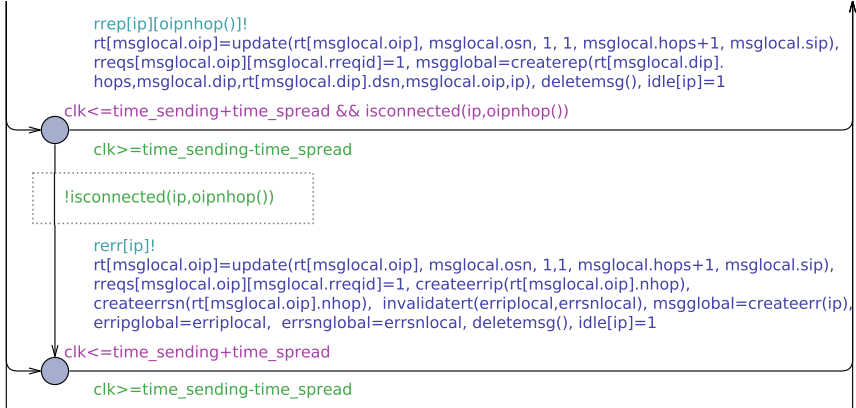 rrep[ip][oipnhop()]!
rt[msglocal.oip]=update(rt[msglocal.oip], msglocal.osn, 1, 1, msglocal.hops+1, msglocal.sip),
rreqs[msglocal.oip][msglocal.rreqid]=1, msgglobal=createrep(rt[msglocal.dip].
hops,msglocal.dip,rt[msglocal.dip].dsn,msglocal.oip,ip), deletemsg(), idle[ip]=1
clk<=time_sending+time_spread && isconnected(ip,oipnhop())
clk>=time_sending-time_spread
!isconnected(ip,oipnhop())
rerr[ip]!
rt[msglocal.oip]=update(rt[msglocal.oip], msglocal.osn, 1,1, msglocal.hops+1, msglocal.sip),
rreqs[msglocal.oip][msglocal.rreqid]=1, createerrip(rt[msglocal.oip].nhop),
createerrsn(rt[msglocal.oip].nhop),  invalidatert(erriplocal,errsnlocal), msgglobal=createerr(ip),
erripglobal=erriplocal,  errsnglobal=errsnlocal, deletemsg(), idle[ip]=1
clk<=time_sending+time_spread
clk>=time_sending-time_spread